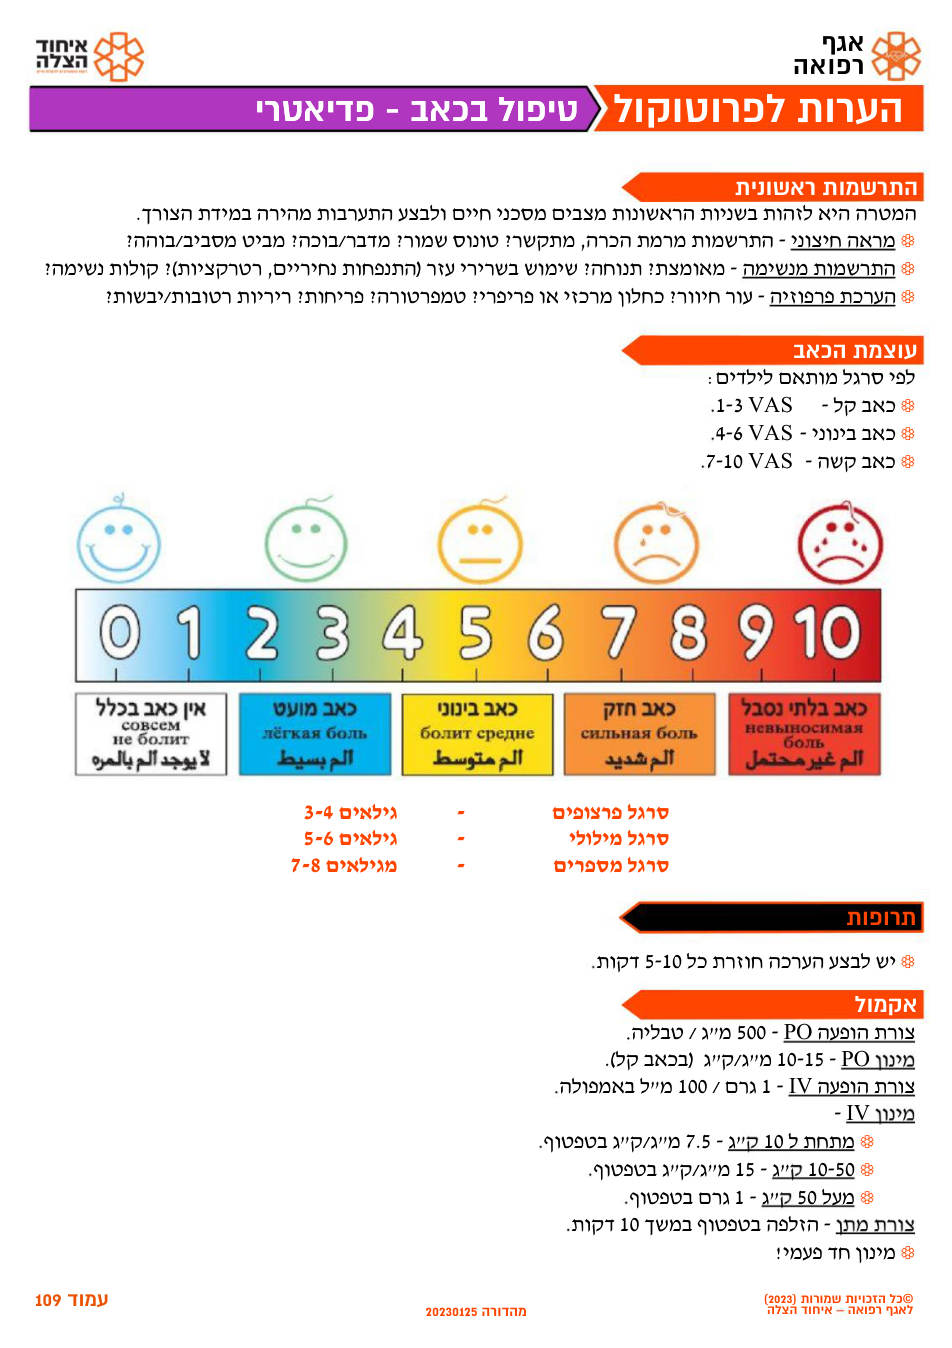 אגף
רפואה
איחוד
הצלה
הערות לפרוטוקול
טיפול בכאב - פדיאטרי
התרשמות ראשונית
המטרה היא לזהות בשניות הראשונות מצבים מסכני חיים ולבצע התערבות מהירה במידת הצורך.
מראה חיצוני - התרשמות מרמת הכרה, מתקשר? טונוס שמור? מדבר/בוכה? מביט מסביב/בוהה?
התרשמות מנשימה - מאומצת? תנוחה? שימוש בשרירי עזר (התנפחות נחיריים, רטרקציות)? קולות נשימה?
הערכת פרפוזיה - עור חיוור? כחלון מרכזי או פריפרי? טמפרטורה? פריחות? ריריות רטובות/יבשות?
עוצמת הכאב
לפי סרגל מותאם לילדים:
כאב קל - VAS 1-3.
כאב בינוני - VAS 4-6.
כאב קשה - VAS 7-10.
0 1 2 3 4 5 6 7 8 9 10
אין כאב בכלל
совсем
не болит
لا يوجد ألم بالمره
כאב מועט
лёгкая боль
ألم بسيط
כאב בינוני
болит средне
ألم متوسط
כאב חזק
сильная боль
ألم شديد
כאב בלתי נסבל
невыносимая
боль
ألم غير محتمل
סרגל פרצופים - גילאים 3-4
סרגל מילולי - גילאים 5-6
סרגל מספרים - מגילאים 7-8
תרופות
יש לבצע הערכה חוזרת כל 5-10 דקות.
אקמול
צורת הופעה PO - 500 מ"ג / טבליה.
מינון PO - 10-15 מ"ג/ק"ג (בכאב קל).
צורת הופעה IV - 1 גרם / 100 מ"ל באמפולה.
מינון IV -
מתחת ל 10 ק"ג - 7.5 מ"ג/ק"ג בטפטוף.
10-50 ק"ג - 15 מ"ג/ק"ג בטפטוף.
מעל 50 ק"ג - 1 גרם בטפטוף.
צורת מתן - הזלפה בטפטוף במשך 10 דקות.
מינון חד פעמי!
©כל הזכויות שמורות (2023)
לאגף רפואה – איחוד הצלה
מהדורה 20230125
עמוד 109